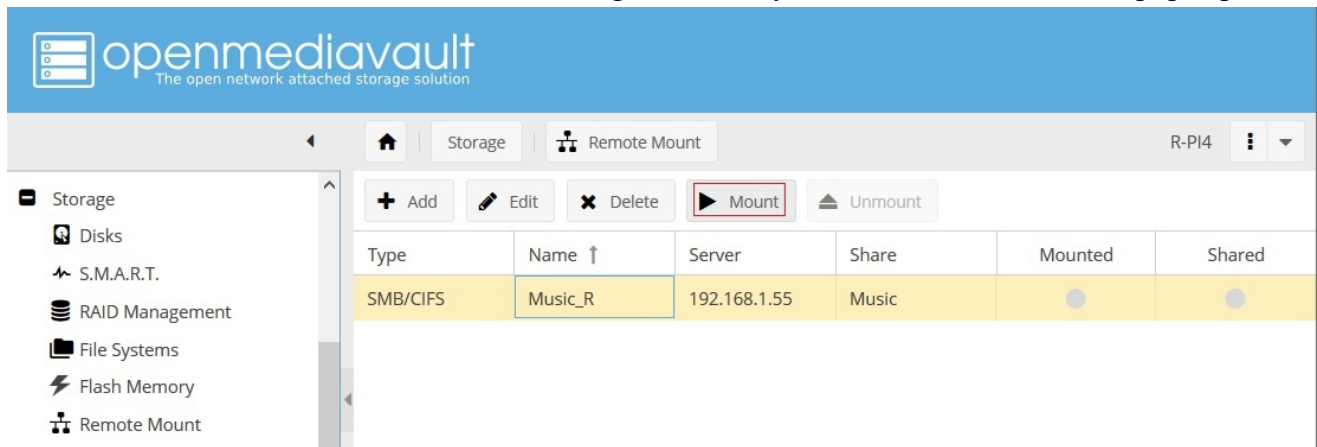 openmediavault
The open network attached storage solution
Storage
Remote Mount
R-PI4
Storage
Disks
S.M.A.R.T.
RAID Management
File Systems
Flash Memory
Remote Mount
Add
Edit
Delete
Mount
Unmount
Type Name ↑ Server Share Mounted Shared
SMB/CIFS Music_R 192.168.1.55 Music